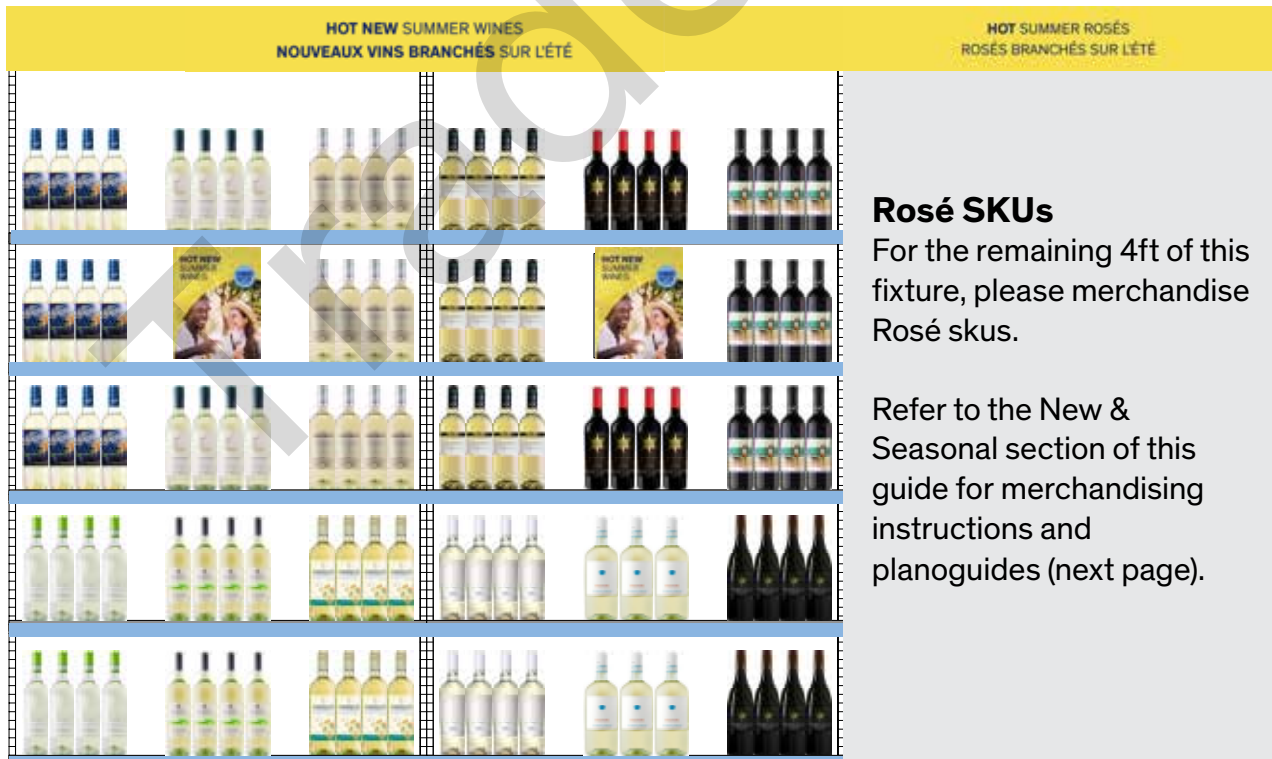 HOT NEW SUMMER WINES
NOUVEAUX VINS BRANCHÉS SUR L'ÉTÉ
HOT SUMMER ROSÉS
ROSÉS BRANCHÉS SUR L'ÉTÉ
HOT NEW
SUMMER
WINES
HOT NEW
SUMMER
WINES
Rosé SKUs
For the remaining 4ft of this
fixture, please merchandise
Rosé skus.
Refer to the New &
Seasonal section of this
guide for merchandising
instructions and
planoguides (next page).